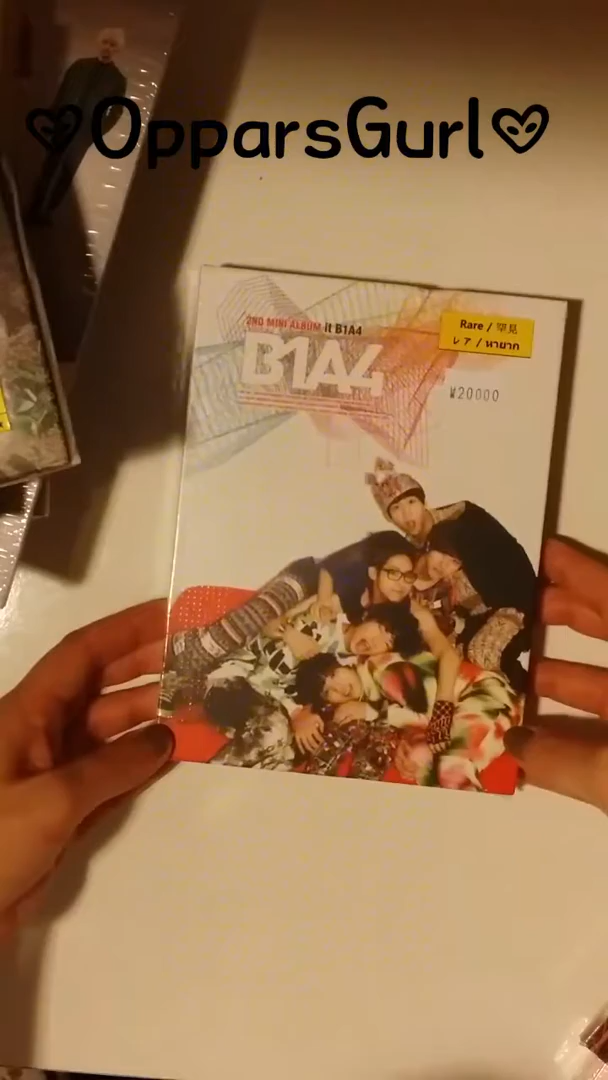 ♡OpparsGurl♡
2ND MINI ALBUM it B1A4
B1A4
Rare / 罕見
レア / หายาก
₩20000